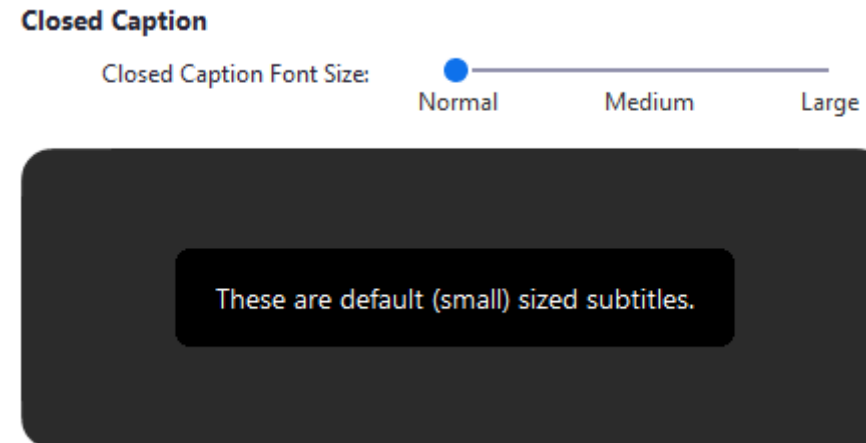 Closed Caption
Closed Caption Font Size:
Normal Medium Large
These are default (small) sized subtitles.